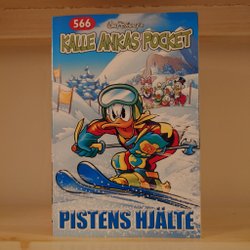 566
Walt Disney's
KALLE ANKAS POCKET
PISTENS HJÄLTE